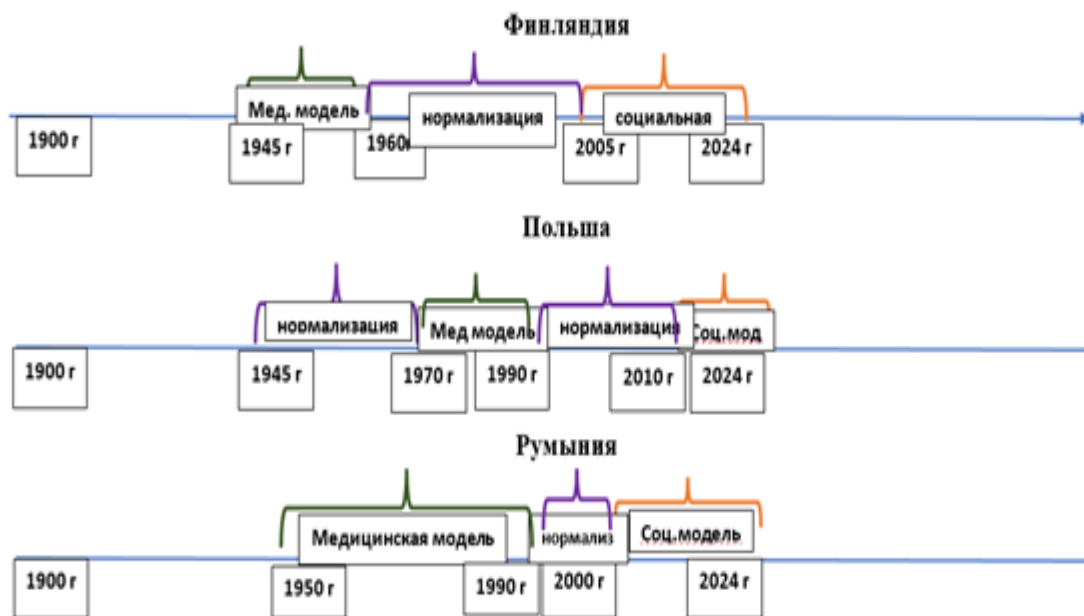 Финляндия
Мед. модель
нормализация
социальная
1900 г
1945 г
1960г
2005 г
2024 г
Польша
нормализация
Мед модель
нормализация
Соц.мод
1900 г
1945 г
1970 г
1990 г
2010 г
2024 г
Румыния
Медицинская модель
нормализ
Соц.модель
1900 г
1950 г
1990 г
2000 г
2024 г